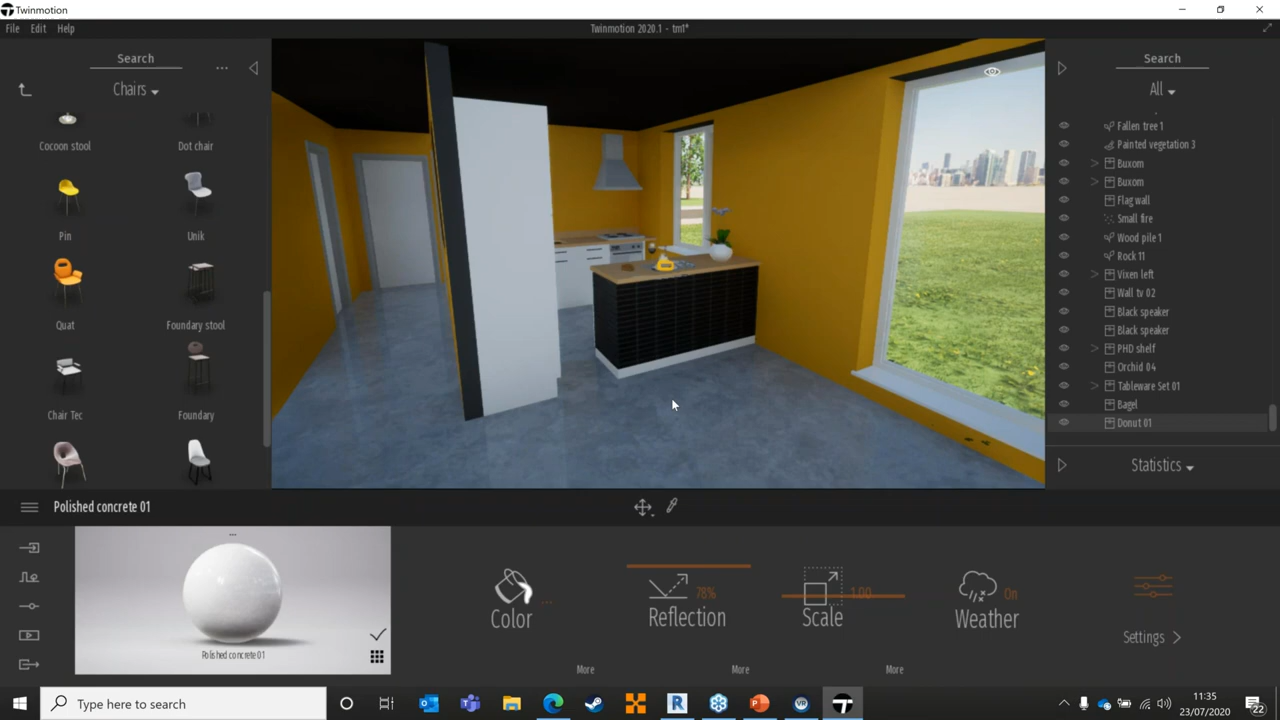 Twinmotion
File Edit Help
Twinmotion 2020.1 - tm1*
Search
...
Chairs
Cocoon stool
Dot chair
Pin
Unik
Quat
Foundary stool
Chair Tec
Foundary
Search
All
Fallen tree 1
Painted vegetation 3
Buxom
Buxom
Flag wall
Small fire
Wood pile 1
Rock 11
Vixen left
Wall tv 02
Black speaker
Black speaker
PHD shelf
Orchid 04
Tableware Set 01
Bagel
Donut 01
Statistics
Polished concrete 01
...
Polished concrete 01
Color ...
More
Reflection 78%
More
Scale 1.00
More
Weather On
Settings
Type here to search
11:35
23/07/2020
22